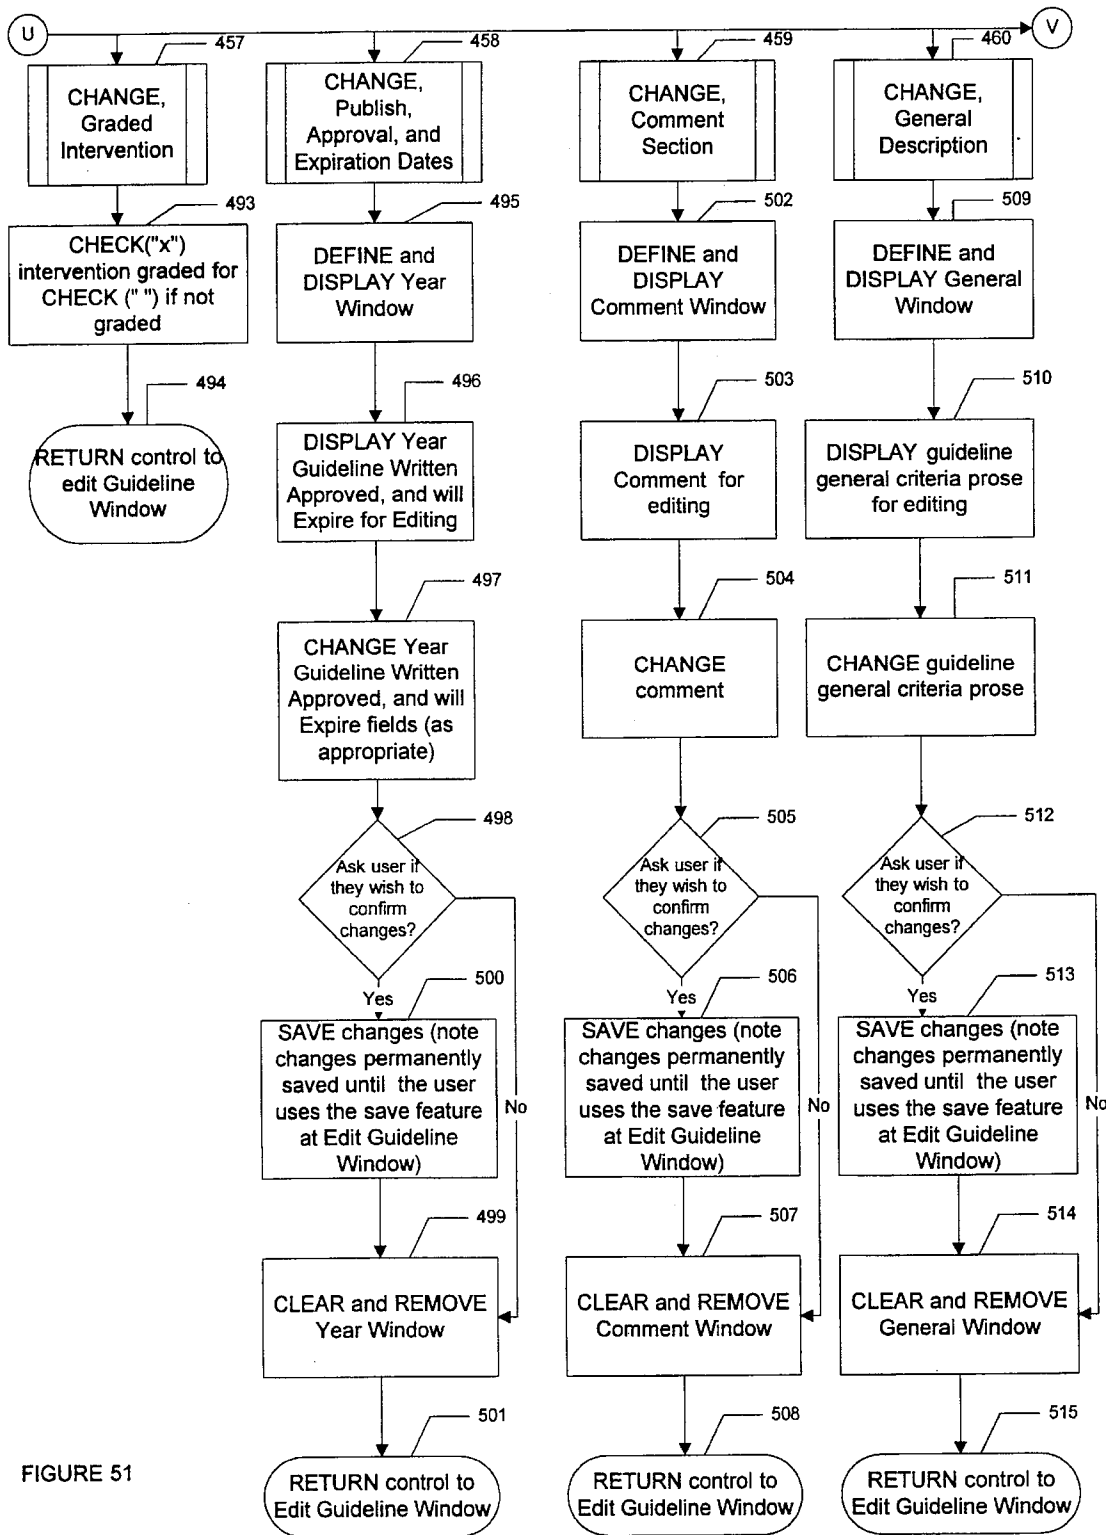 U
V
457
CHANGE,
Graded
Intervention
493
CHECK("x")
intervention graded for
CHECK (" ") if not
graded
494
RETURN control to
edit Guideline
Window
458
CHANGE,
Publish,
Approval, and
Expiration Dates
495
DEFINE and
DISPLAY Year
Window
496
DISPLAY Year
Guideline Written
Approved, and will
Expire for Editing
497
CHANGE Year
Guideline Written
Approved, and will
Expire fields (as
appropriate)
498
Ask user if
they wish to
confirm
changes?
Yes
No
500
SAVE changes (note
changes permanently
saved until the user
uses the save feature
at Edit Guideline
Window)
499
CLEAR and REMOVE
Year Window
501
RETURN control to
Edit Guideline Window
459
CHANGE,
Comment
Section
502
DEFINE and
DISPLAY
Comment Window
503
DISPLAY
Comment for
editing
504
CHANGE
comment
505
Ask user if
they wish to
confirm
changes?
Yes
No
506
SAVE changes (note
changes permanently
saved until the user
uses the save feature
at Edit Guideline
Window)
507
CLEAR and REMOVE
Comment Window
508
RETURN control to
Edit Guideline Window
460
CHANGE,
General
Description
509
DEFINE and
DISPLAY General
Window
510
DISPLAY guideline
general criteria prose
for editing
511
CHANGE guideline
general criteria prose
512
Ask user if
they wish to
confirm
changes?
Yes
No
513
SAVE changes (note
changes permanently
saved until the user
uses the save feature
at Edit Guideline
Window)
514
CLEAR and REMOVE
General Window
515
RETURN control to
Edit Guideline Window
FIGURE 51